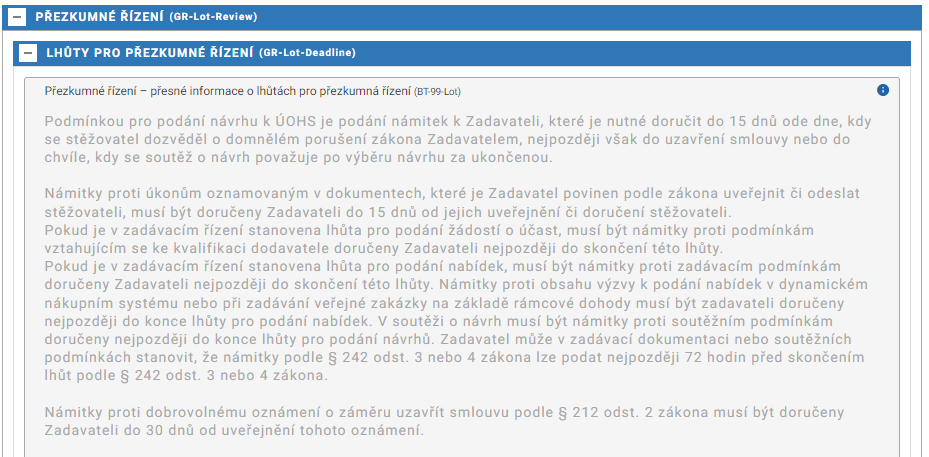 PŘEZKUMNÉ ŘÍZENÍ (GR-Lot-Review)
LHŮTY PRO PŘEZKUMNÉ ŘÍZENÍ (GR-Lot-Deadline)
Přezkumné řízení – přesné informace o lhůtách pro přezkumná řízení (BT-99-Lot)
Podmínkou pro podání návrhu k ÚOHS je podání námitek k Zadavateli, které je nutné doručit do 15 dnů ode dne, kdy
se stěžovatel dozvěděl o domnělém porušení zákona Zadavatelem, nejpozději však do uzavření smlouvy nebo do
chvíle, kdy se soutěž o návrh považuje po výběru návrhu za ukončenou.
Námitky proti úkonům oznamovaným v dokumentech, které je Zadavatel povinen podle zákona uveřejnit či odeslat
stěžovateli, musí být doručeny Zadavateli do 15 dnů od jejich uveřejnění či doručení stěžovateli.
Pokud je v zadávacím řízení stanovena lhůta pro podání žádostí o účast, musí být námitky proti podmínkám
vztahujícím se ke kvalifikaci dodavatele doručeny Zadavateli nejpozději do skončení této lhůty.
Pokud je v zadávacím řízení stanovena lhůta pro podání nabídek, musí být námitky proti zadávacím podmínkám
doručeny Zadavateli nejpozději do skončení této lhůty. Námitky proti obsahu výzvy k podání nabídek v dynamickém
nákupním systému nebo při zadávání veřejné zakázky na základě rámcové dohody musí být zadavateli doručeny
nejpozději do konce lhůty pro podání nabídek. V soutěži o návrh musí být námitky proti soutěžním podmínkám
doručeny nejpozději do konce lhůty pro podání návrhů. Zadavatel může v zadávací dokumentaci nebo soutěžních
podmínkách stanovit, že námitky podle § 242 odst. 3 nebo 4 zákona lze podat nejpozději 72 hodin před skončením
lhůt podle § 242 odst. 3 nebo 4 zákona.
Námitky proti dobrovolnému oznámení o záměru uzavřít smlouvu podle § 212 odst. 2 zákona musí být doručeny
Zadavateli do 30 dnů od uveřejnění tohoto oznámení.